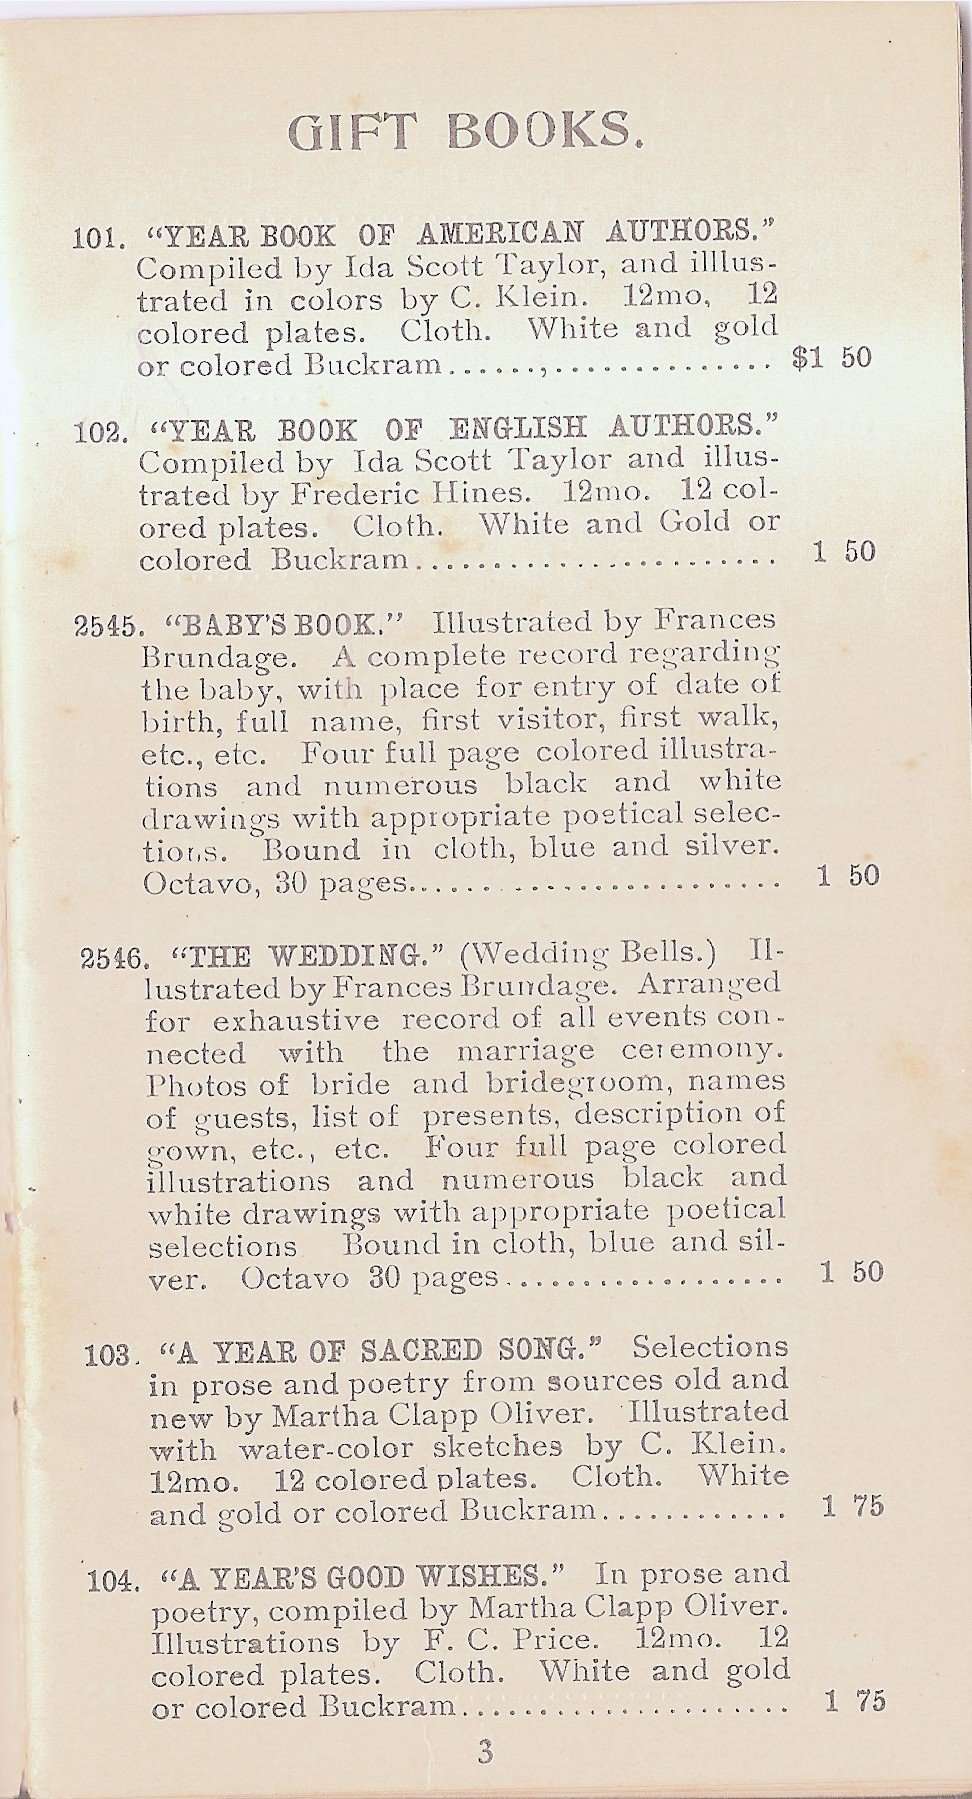 GIFT BOOKS.
101. “YEAR BOOK OF AMERICAN AUTHORS.”
Compiled by Ida Scott Taylor, and illlus-
trated in colors by C. Klein. 12mo, 12
colored plates. Cloth. White and gold
or colored Buckram......,.............. $1 50
102. “YEAR BOOK OF ENGLISH AUTHORS.”
Compiled by Ida Scott Taylor and illus-
trated by Frederic Hines. 12mo. 12 col-
ored plates. Cloth. White and Gold or
colored Buckram....................... 1 50
2545. “BABY’S BOOK.” Illustrated by Frances
Brundage. A complete record regarding
the baby, with place for entry of date of
birth, full name, first visitor, first walk,
etc., etc. Four full page colored illustra-
tions and numerous black and white
drawings with appropriate poetical selec-
tions. Bound in cloth, blue and silver.
Octavo, 30 pages...... .................. 1 50
2546. “THE WEDDING.” (Wedding Bells.) Il-
lustrated by Frances Brundage. Arranged
for exhaustive record of all events con-
nected with the marriage ceremony.
Photos of bride and bridegroom, names
of guests, list of presents, description of
gown, etc., etc. Four full page colored
illustrations and numerous black and
white drawings with appropriate poetical
selections Bound in cloth, blue and sil-
ver. Octavo 30 pages.................. 1 50
103. “A YEAR OF SACRED SONG.” Selections
in prose and poetry from sources old and
new by Martha Clapp Oliver. Illustrated
with water-color sketches by C. Klein.
12mo. 12 colored plates. Cloth. White
and gold or colored Buckram............ 1 75
104. “A YEAR’S GOOD WISHES.” In prose and
poetry, compiled by Martha Clapp Oliver.
Illustrations by F. C. Price. 12mo. 12
colored plates. Cloth. White and gold
or colored Buckram..................... 1 75
3